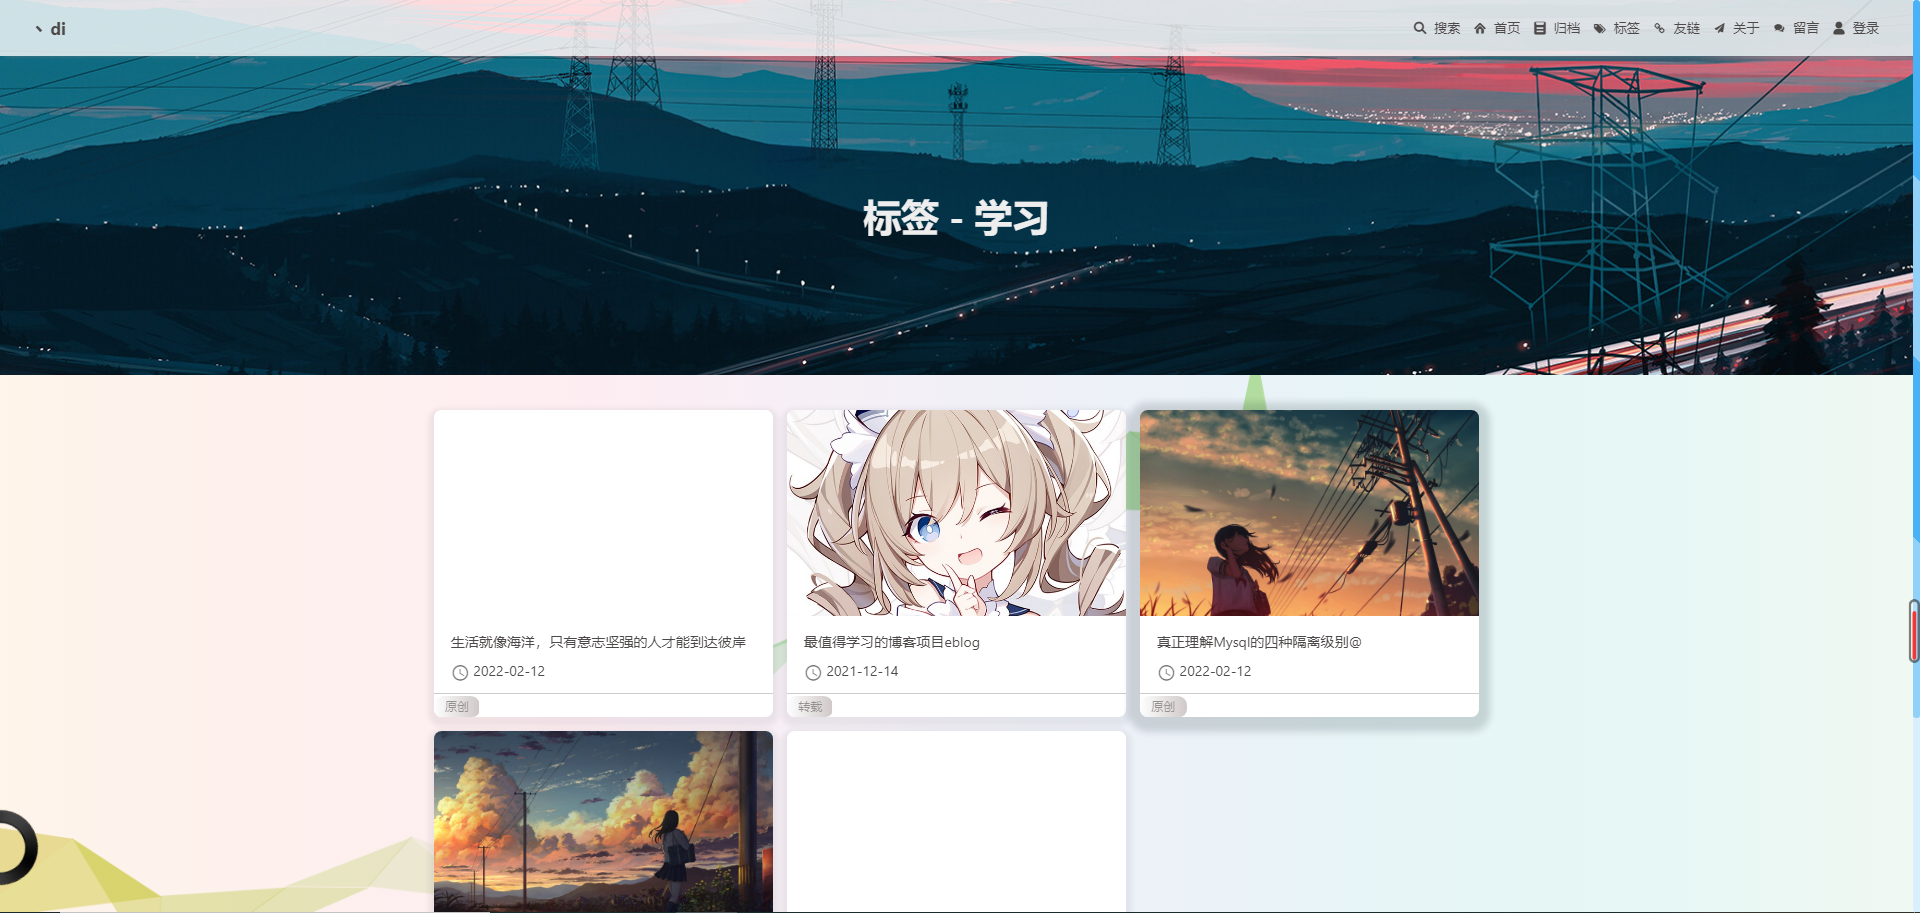 丶 di
搜索 首页 归档 标签 友链 关于 留言 登录
标签 - 学习
生活就像海洋，只有意志坚强的人才能到达彼岸
2022-02-12
原创
最值得学习的博客项目eblog
2021-12-14
转载
真正理解Mysql的四种隔离级别@
2022-02-12
原创